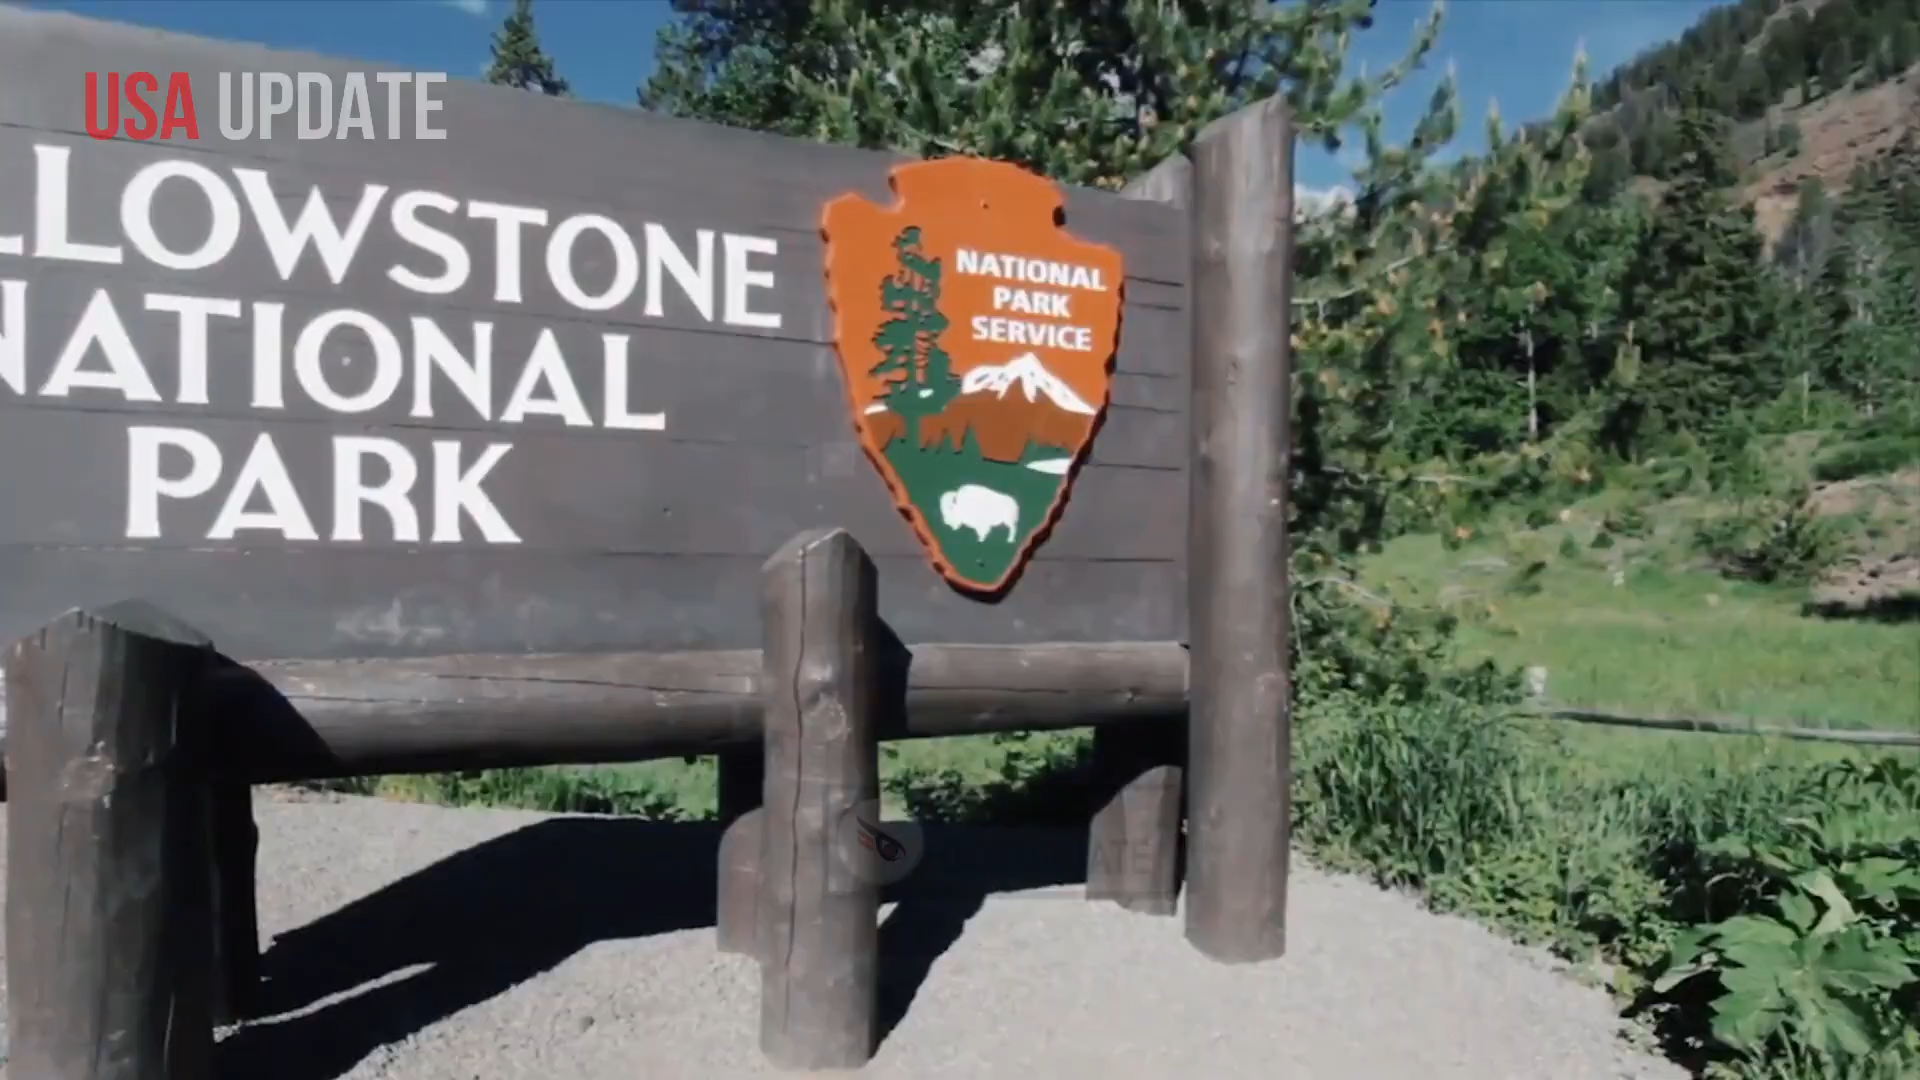 USA UPDATE
LLOWSTONE
NATIONAL
PARK
NATIONAL
PARK
SERVICE